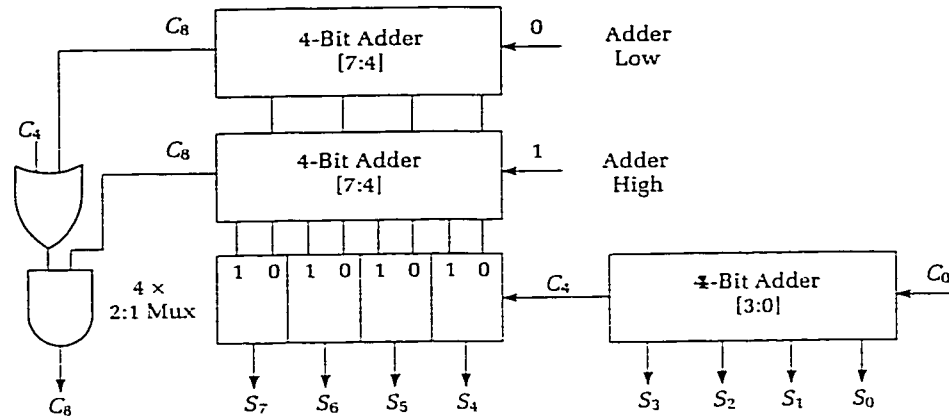 C8
4-Bit Adder
[7:4]
0
Adder
Low
C4
C8
4-Bit Adder
[7:4]
1
Adder
High
1 0 1 0 1 0 1 0
4 ×
2:1 Mux
C4
4-Bit Adder
[3:0]
C0
C8
S7 S6 S5 S4
S3 S2 S1 S0